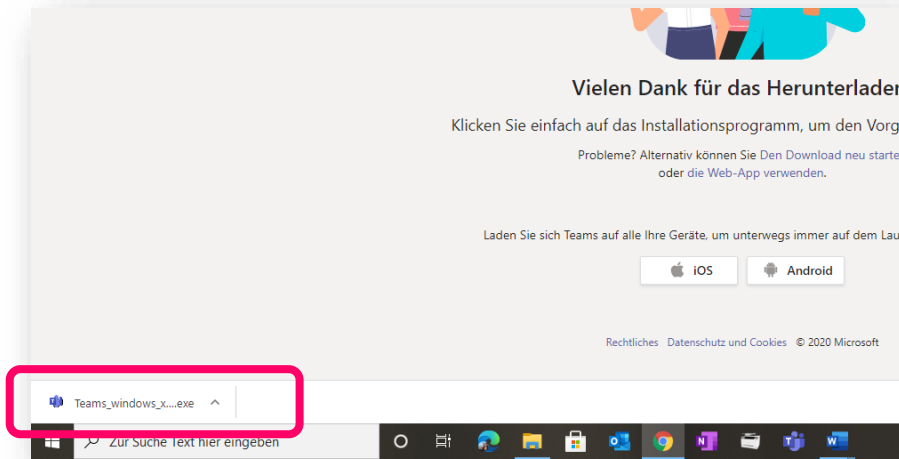 Vielen Dank für das Herunterladen
Klicken Sie einfach auf das Installationsprogramm, um den Vorg
Probleme? Alternativ können Sie Den Download neu starte
oder die Web-App verwenden.
Laden Sie sich Teams auf alle Ihre Geräte, um unterwegs immer auf dem Lau
iOS
Android
Rechtliches Datenschutz und Cookies © 2020 Microsoft
Teams_windows_x....exe
Zur Suche Text hier eingeben